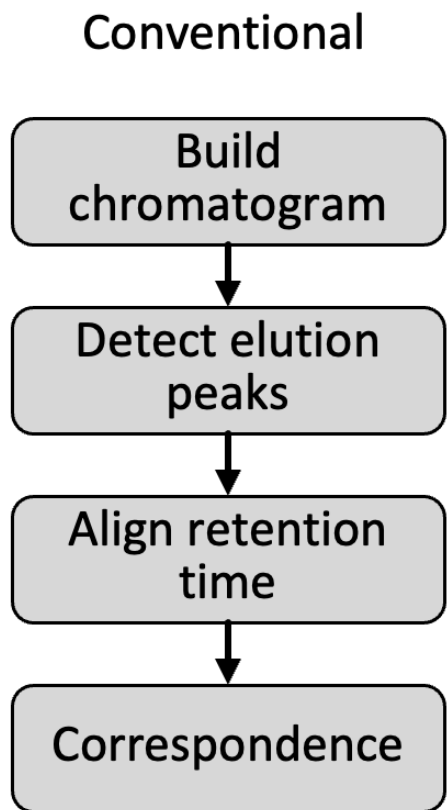 Conventional
Build
chromatogram
Detect elution
peaks
Align retention
time
Correspondence